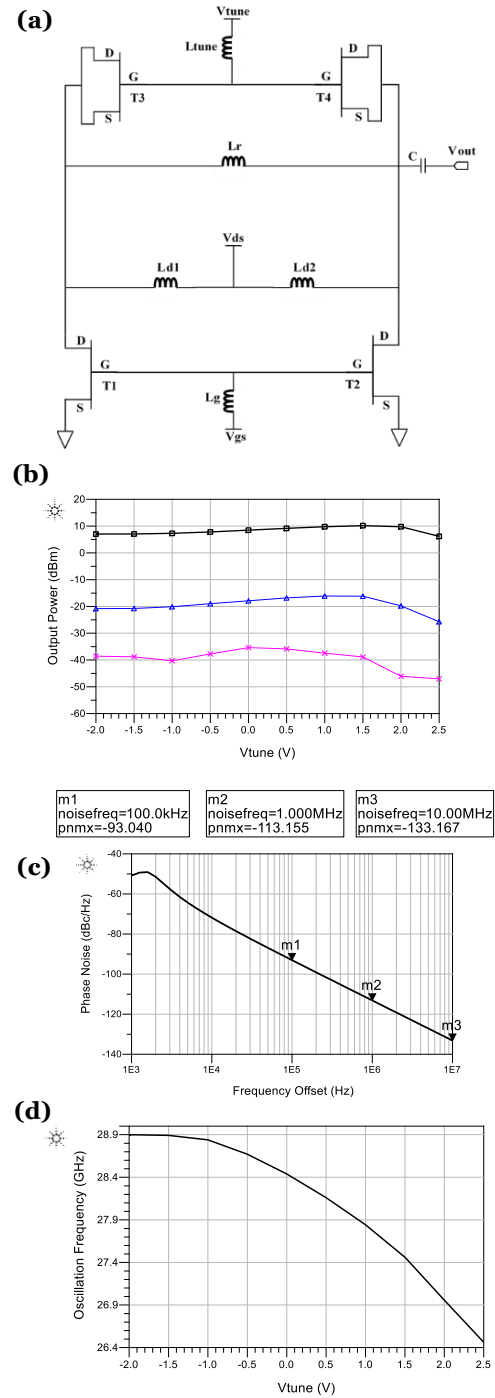 (a)
Vtune
Ltune
D D
G G
T3 T4
S S
Lr
C Vout
Vds
Ld1 Ld2
D D
G G
T1 T2
S Lg S
Vgs
(b)
Output Power (dBm)
20
10
0
-10
-20
-30
-40
-50
-60
-2.0 -1.5 -1.0 -0.5 0.0 0.5 1.0 1.5 2.0 2.5
Vtune (V)
m1
noisefreq=100.0kHz
pnmx=-93.040
m2
noisefreq=1.000MHz
pnmx=-113.155
m3
noisefreq=10.00MHz
pnmx=-133.167
(c)
Phase Noise (dBc/Hz)
-40
-60
-80
-100
-120
-140
m1
m2
m3
1E3 1E4 1E5 1E6 1E7
Frequency Offset (Hz)
(d)
Oscillation Frequency (GHz)
28.9
28.4
27.9
27.4
26.9
26.4
-2.0 -1.5 -1.0 -0.5 0.0 0.5 1.0 1.5 2.0 2.5
Vtune (V)